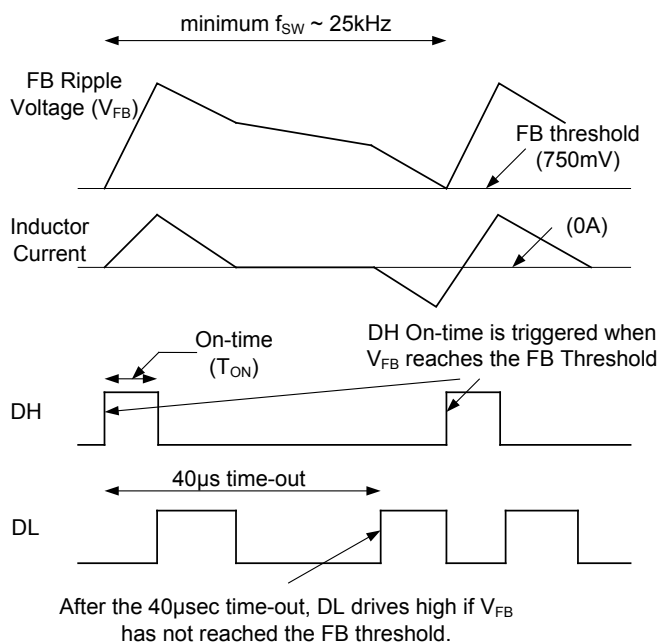 minimum fSW ~ 25kHz
FB Ripple
Voltage (VFB)
FB threshold
(750mV)
Inductor
Current
(0A)
On-time
(TON)
DH On-time is triggered when
VFB reaches the FB Threshold
DH
40µs time-out
DL
After the 40µsec time-out, DL drives high if VFB
has not reached the FB threshold.